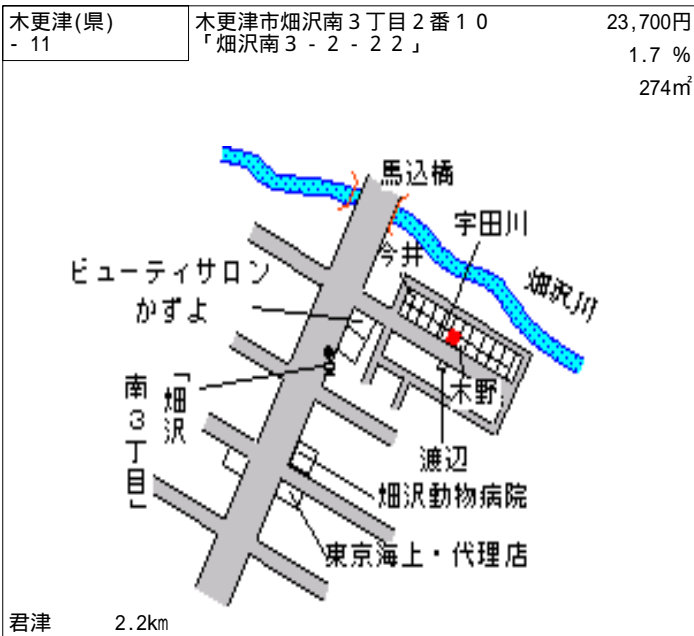 木更津(県)
- 11
木更津市畑沢南３丁目２番１０
「畑沢南３－２－２２」
23,700円
1.7 %
274㎡
馬込橋
宇田川
今井
畑沢川
ビューティサロン
かずよ
「畑沢
南３丁目」
木野
渡辺
畑沢動物病院
東京海上・代理店
君津 2.2km